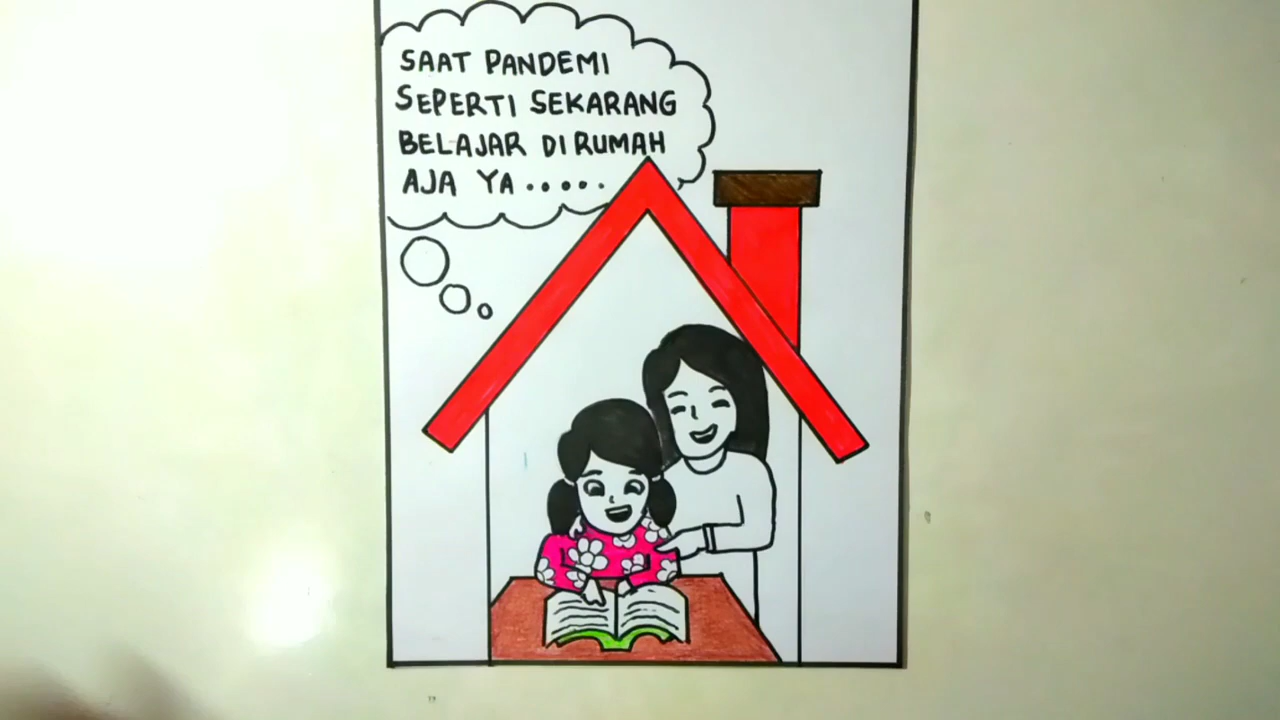 SAAT PANDEMI
SEPERTI SEKARANG
BELAJAR DI RUMAH
AJA YA.....